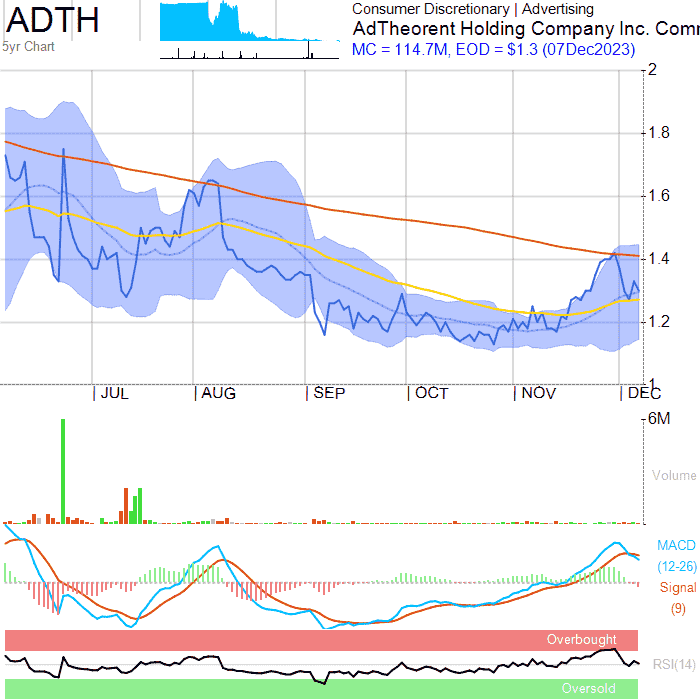 ADTH
5yr Chart
Consumer Discretionary | Advertising
AdTheorent Holding Company Inc. Comm
MC = 114.7M, EOD = $1.3 (07Dec2023)
2
1.8
1.6
1.4
1.2
1
JUL AUG SEP OCT NOV DEC
6M
Volume
MACD
(12-26)
Signal
(9)
Overbought
RSI(14)
Oversold